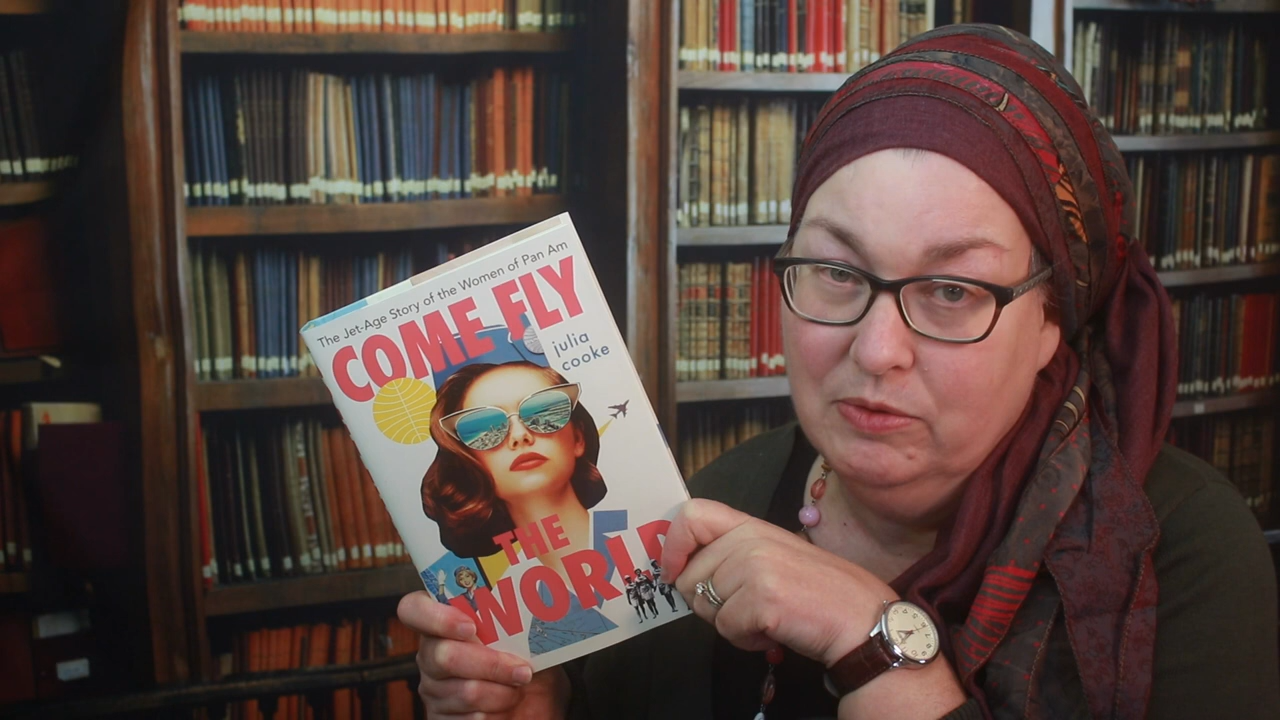 The Jet-Age Story of the Women of Pan Am
COME FLY
julia
cooke
THE
WORLD